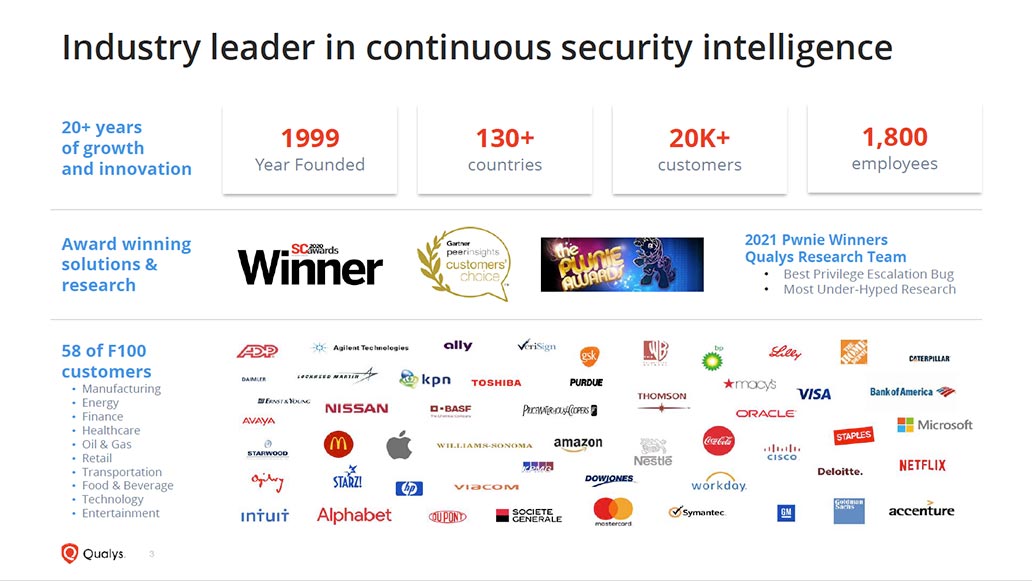 Industry leader in continuous security intelligence
20+ years
of growth
and innovation
1999
Year Founded
130+
countries
20K+
customers
1,800
employees
Award winning
solutions &
research
SC 2020 awards
Winner
Gartner
peerinsights
customers'
choice
TM
the
PWNIE
AWARDS
2021 Pwnie Winners
Qualys Research Team
• Best Privilege Escalation Bug
• Most Under-Hyped Research
58 of F100
customers
• Manufacturing
• Energy
• Finance
• Healthcare
• Oil & Gas
• Retail
• Transportation
• Food & Beverage
• Technology
• Entertainment
ADP
Agilent Technologies
ally
VeriSign
gsk
WB
bp
Lilly
THE HOME DEPOT
CATERPILLAR
DAIMLER
LOCKHEED MARTIN
kpn
TOSHIBA
PURDUE
THOMSON
macy's
VISA
Bank of America
ERNST & YOUNG
NISSAN
BASF
The Chemical Company
PRICEWATERHOUSECOOPERS
ORACLE
AVAYA
STARWOOD
M
WILLIAMS-SONOMA
amazon
Nestlé
Coca-Cola
CISCO
STAPLES
Microsoft
Ogilvy
STARZ!
hp
VIACOM
DOWJONES
workday.
Deloitte.
NETFLIX
intuit
Alphabet
DUPONT
SOCIETE
GENERALE
mastercard
Symantec.
GM
Goldman
Sachs
accenture
Qualys.
3